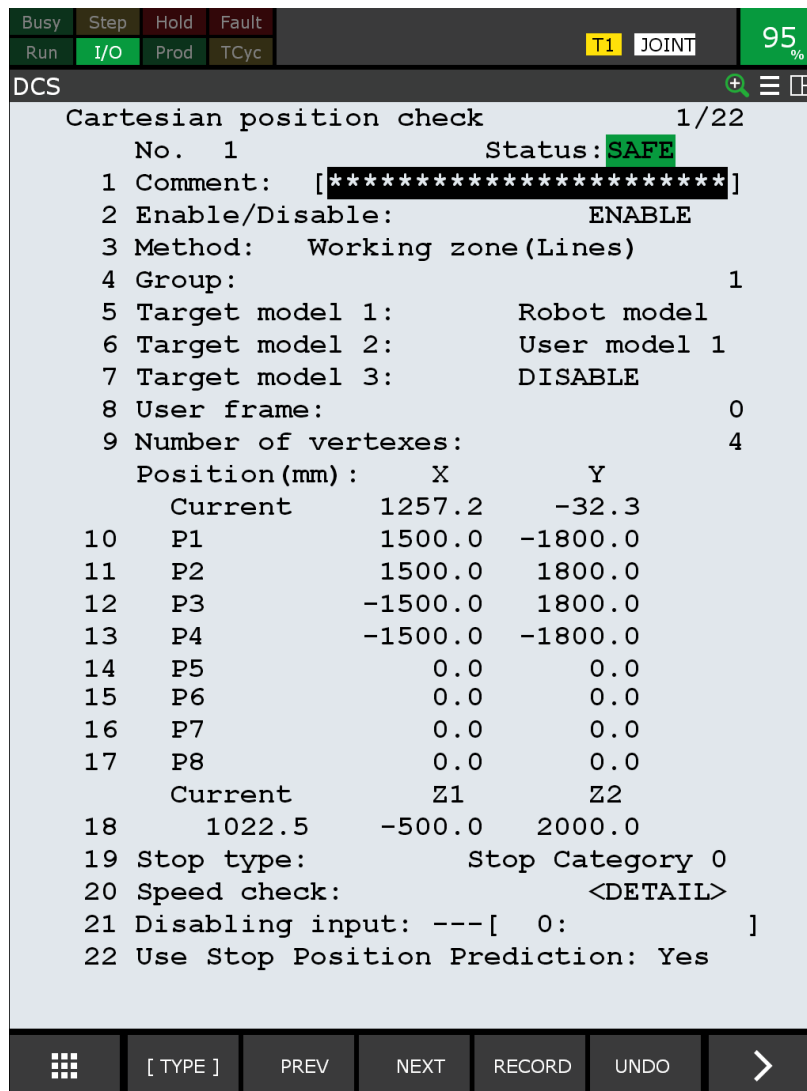 Busy Step Hold Fault
Run I/O Prod TCyc T1 JOINT 95%
DCS
Cartesian position check 1/22
No. 1 Status:SAFE
1 Comment: [***********************]
2 Enable/Disable: ENABLE
3 Method: Working zone(Lines)
4 Group: 1
5 Target model 1: Robot model
6 Target model 2: User model 1
7 Target model 3: DISABLE
8 User frame: 0
9 Number of vertexes: 4
Position(mm): X Y
Current 1257.2 -32.3
10 P1 1500.0 -1800.0
11 P2 1500.0 1800.0
12 P3 -1500.0 1800.0
13 P4 -1500.0 -1800.0
14 P5 0.0 0.0
15 P6 0.0 0.0
16 P7 0.0 0.0
17 P8 0.0 0.0
Current Z1 Z2
18 1022.5 -500.0 2000.0
19 Stop type: Stop Category 0
20 Speed check: <DETAIL>
21 Disabling input: ---[ 0: ]
22 Use Stop Position Prediction: Yes
[ TYPE ] PREV NEXT RECORD UNDO >